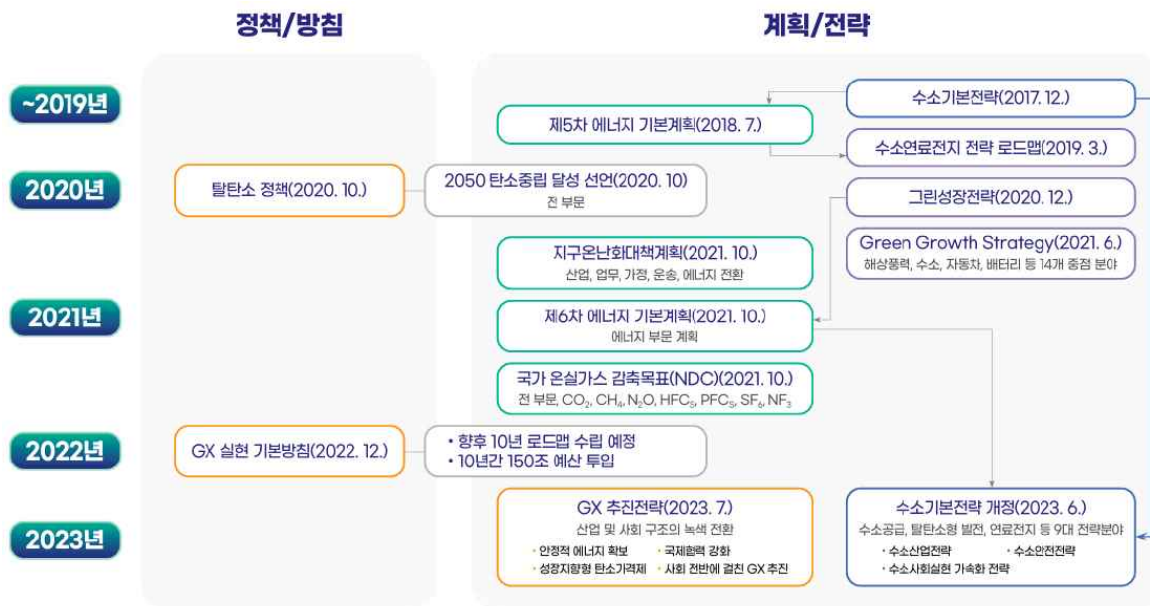 정책/방침
계획/전략
~2019년
수소기본전략(2017. 12.)
제5차 에너지 기본계획(2018. 7.)
수소연료전지 전략 로드맵(2019. 3.)
2020년
탈탄소 정책(2020. 10.)
2050 탄소중립 달성 선언(2020. 10)
전 부문
그린성장전략(2020. 12.)
Green Growth Strategy(2021. 6.)
해상풍력, 수소, 자동차, 배터리 등 14개 중점 분야
지구온난화대책계획(2021. 10.)
산업, 업무, 가정, 운송, 에너지 전환
2021년
제6차 에너지 기본계획(2021. 10.)
에너지 부문 계획
국가 온실가스 감축목표(NDC)(2021. 10.)
전 부문, CO₂, CH₄, N₂O, HFCₛ, PFCₛ, SF₆, NF₃
2022년
GX 실현 기본방침(2022. 12.)
• 향후 10년 로드맵 수립 예정
• 10년간 150조 예산 투입
2023년
GX 추진전략(2023. 7.)
산업 및 사회 구조의 녹색 전환
• 안정적 에너지 확보 • 국제협력 강화
• 성장지향형 탄소가격제 • 사회 전반에 걸친 GX 추진
수소기본전략 개정(2023. 6.)
수소공급, 탈탄소형 발전, 연료전지 등 9대 전략분야
• 수소산업전략 • 수소안전전략
• 수소사회실현 가속화 전략